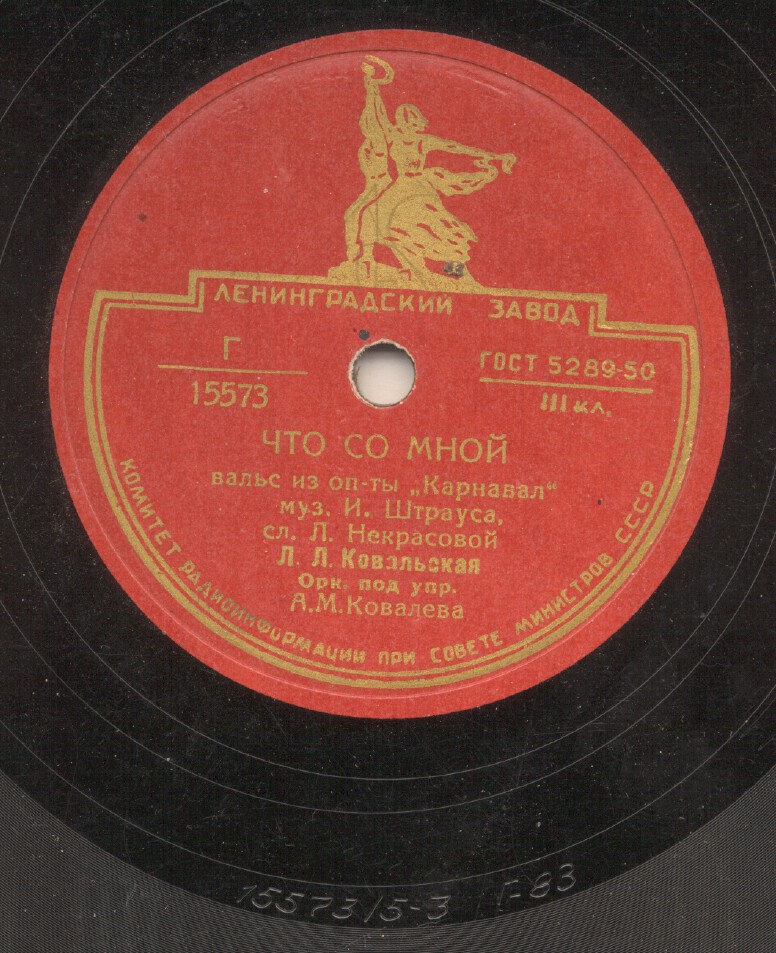 ЛЕНИНГРАДСКИЙ ЗАВОД
Г
15573
ГОСТ 5289-50
III кл.
ЧТО СО МНОЙ
вальс из оп-ты „Карнавал“
муз. И. Штрауса,
сл. Л. Некрасовой
Л. Л. Ковальская
Орк. под упр.
А.М.Ковалева
КОМИТЕТ РАДИОИНФОРМАЦИИ ПРИ СОВЕТЕ МИНИСТРОВ СССР
15573/5-3 Г-83